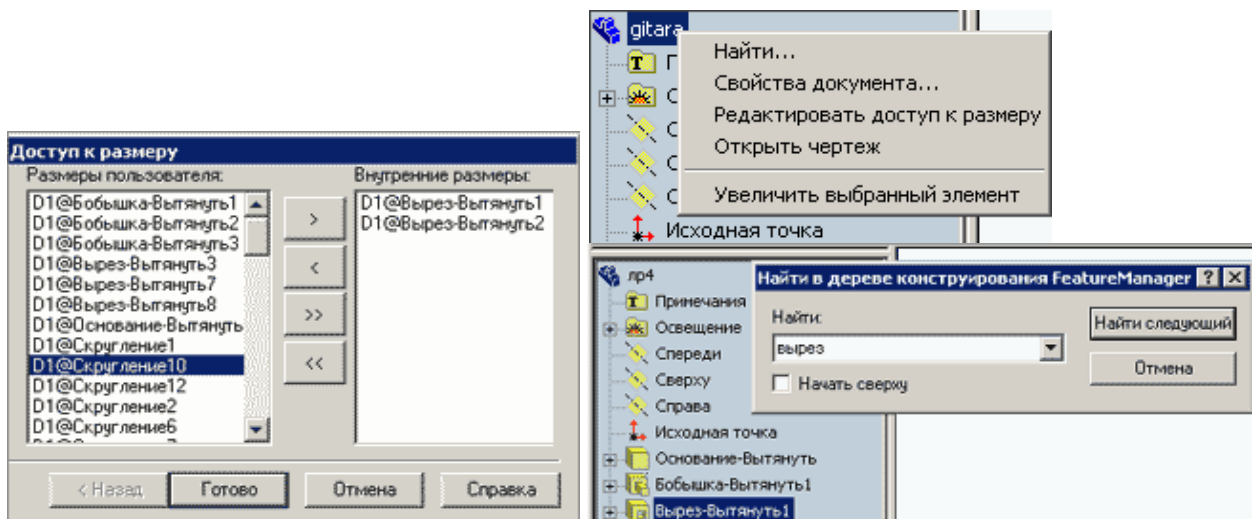 Доступ к размеру
Размеры пользователя:
D1@Бобышка-Вытянуть1
D1@Бобышка-Вытянуть2
D1@Бобышка-Вытянуть3
D1@Вырез-Вытянуть3
D1@Вырез-Вытянуть7
D1@Вырез-Вытянуть8
D1@Основание-Вытянуть
D1@Скругление1
D1@Скругление10
D1@Скругление12
D1@Скругление2
D1@Скругление6
>
<
>>
<<
Внутренние размеры:
D1@Вырез-Вытянуть1
D1@Вырез-Вытянуть2
< Назад
Готово
Отмена
Справка
gitara
Найти...
Свойства документа...
Редактировать доступ к размеру
Открыть чертеж
Увеличить выбранный элемент
Исходная точка
лр4
Примечания
Освещение
Спереди
Сверху
Справа
Исходная точка
Основание-Вытянуть
Бобышка-Вытянуть1
Вырез-Вытянуть1
Найти в дереве конструирования FeatureManager
Найти:
вырез
Начать сверху
Найти следующий
Отмена